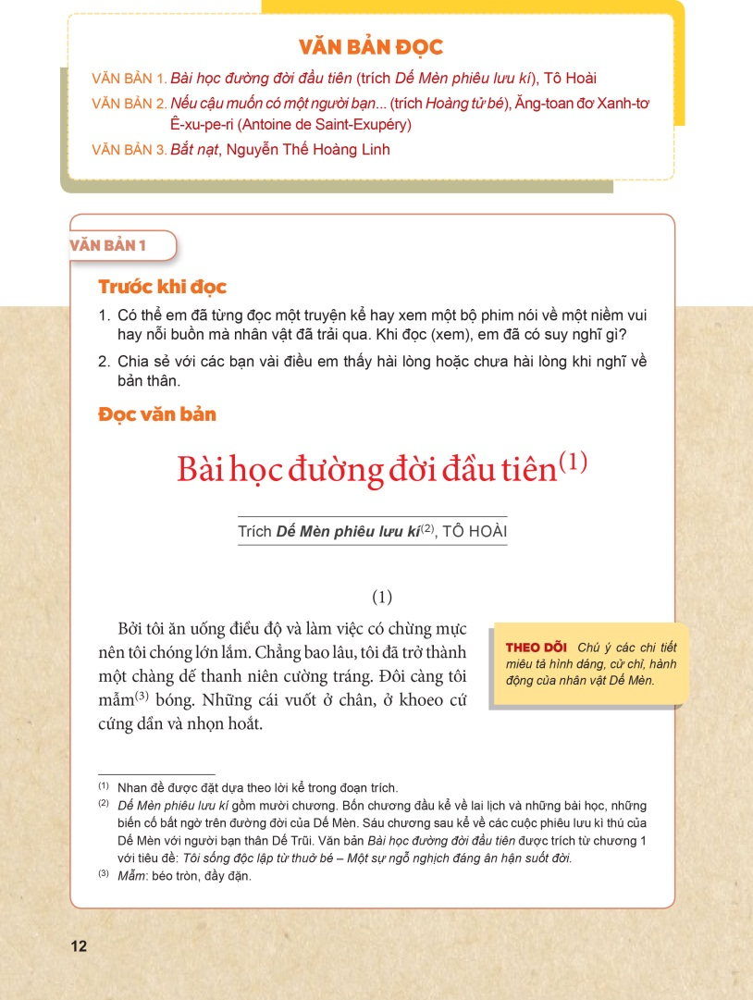 VĂN BẢN ĐỌC
VĂN BẢN 1. Bài học đường đời đầu tiên (trích Dế Mèn phiêu lưu kí), Tô Hoài
VĂN BẢN 2. Nếu cậu muốn có một người bạn... (trích Hoàng tử bé), Ăng-toan đơ Xanh-tơ
Ê-xu-pe-ri (Antoine de Saint-Exupéry)
VĂN BẢN 3. Bắt nạt, Nguyễn Thế Hoàng Linh
VĂN BẢN 1
Trước khi đọc
1. Có thể em đã từng đọc một truyện kể hay xem một bộ phim nói về một niềm vui
hay nỗi buồn mà nhân vật đã trải qua. Khi đọc (xem), em đã có suy nghĩ gì?
2. Chia sẻ với các bạn vài điều em thấy hài lòng hoặc chưa hài lòng khi nghĩ về
bản thân.
Đọc văn bản
Bài học đường đời đầu tiên(1)
Trích Dế Mèn phiêu lưu kí(2), TÔ HOÀI
(1)
Bởi tôi ăn uống điều độ và làm việc có chừng mực
nên tôi chóng lớn lắm. Chẳng bao lâu, tôi đã trở thành
một chàng dế thanh niên cường tráng. Đôi càng tôi
mẫm(3) bóng. Những cái vuốt ở chân, ở khoeo cứ
cứng dần và nhọn hoắt.
THEO DÕI Chú ý các chi tiết
miêu tả hình dáng, cử chỉ, hành
động của nhân vật Dế Mèn.
(1) Nhan đề được đặt dựa theo lời kể trong đoạn trích.
(2) Dế Mèn phiêu lưu kí gồm mười chương. Bốn chương đầu kể về lai lịch và những bài học, những
biến cố bất ngờ trên đường đời của Dế Mèn. Sáu chương sau kể về các cuộc phiêu lưu kì thú của
Dế Mèn với người bạn thân Dế Trũi. Văn bản Bài học đường đời đầu tiên được trích từ chương 1
với tiêu đề: Tôi sống độc lập từ thuở bé – Một sự ngỗ nghịch đáng ân hận suốt đời.
(3) Mẫm: béo tròn, đầy đặn.
12